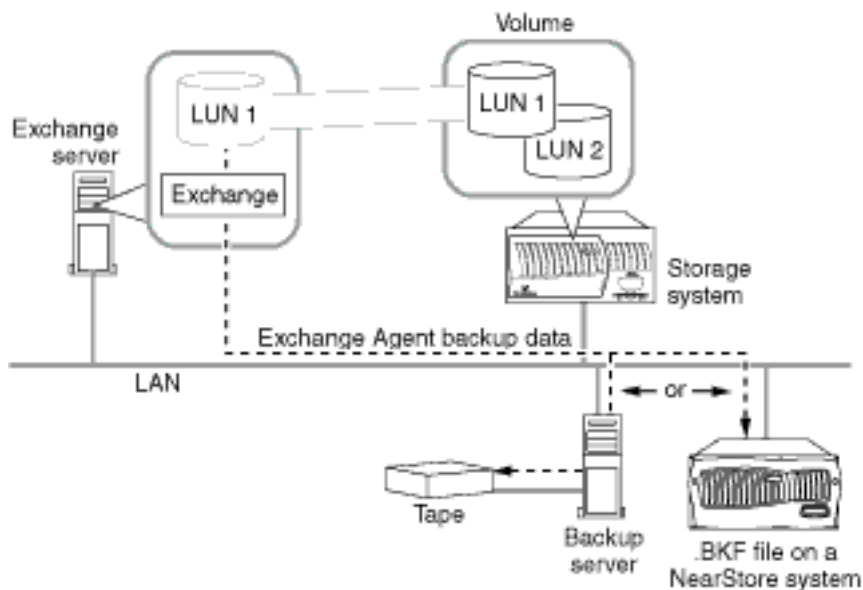 Volume
LUN 1
LUN 1
LUN 2
Exchange
server
Exchange
Storage
system
Exchange Agent backup data
LAN
or
Tape
Backup
server
.BKF file on a
NearStore system